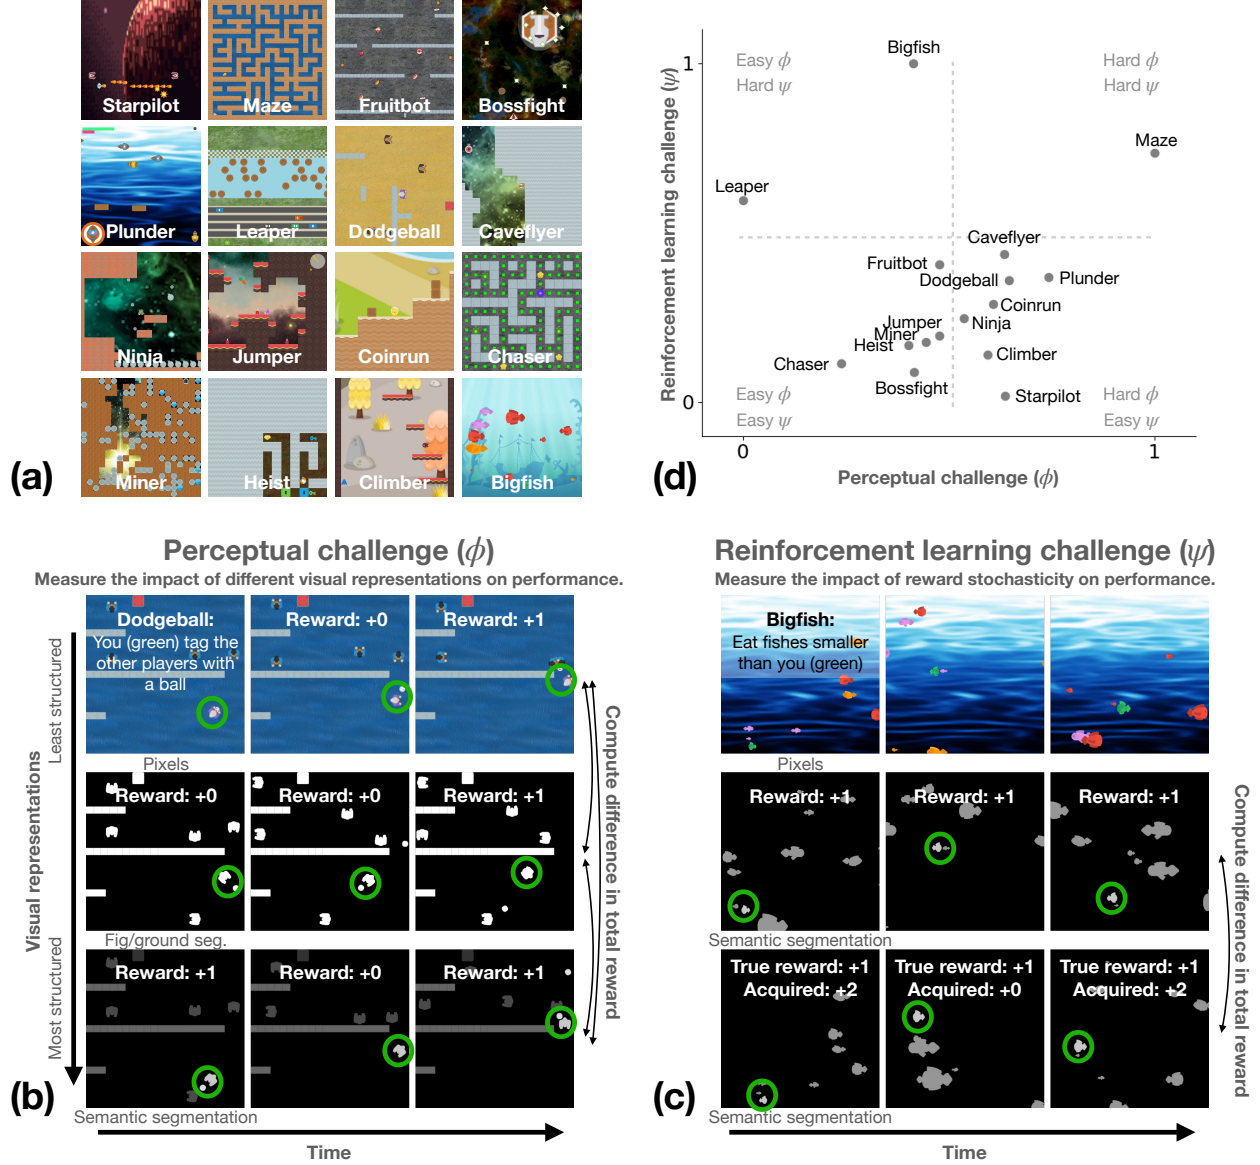 Starpilot
Maze
Fruitbot
Bossfight
Plunder
Leaper
Dodgeball
Caveflyer
Ninja
Jumper
Coinrun
Chaser
Miner
Heist
Climber
Bigfish
(a)
Reinforcement learning challenge (ψ)
1
0
Easy ϕ
Hard ψ
Hard ϕ
Hard ψ
Bigfish
Maze
Leaper
Caveflyer
Fruitbot
Dodgeball
Plunder
Coinrun
Jumper
Ninja
Miner
Heist
Climber
Chaser
Bossfight
Starpilot
Easy ϕ
Easy ψ
Hard ϕ
Easy ψ
0
1
Perceptual challenge (ϕ)
(d)
Perceptual challenge (ϕ)
Measure the impact of different visual representations on performance.
Visual representations
Least structured
Most structured
Dodgeball:
You (green) tag the
other players with
a ball
Reward: +0
Reward: +1
Pixels
Reward: +0
Reward: +0
Reward: +1
Fig/ground seg.
Reward: +1
Reward: +0
Reward: +1
Semantic segmentation
Compute difference in total reward
Time
(b)
Reinforcement learning challenge (ψ)
Measure the impact of reward stochasticity on performance.
Bigfish:
Eat fishes smaller
than you (green)
Pixels
Reward: +1
Reward: +1
Reward: +1
Semantic segmentation
True reward: +1
Acquired: +2
True reward: +1
Acquired: +0
True reward: +1
Acquired: +2
Semantic segmentation
Compute difference in total reward
Time
(c)